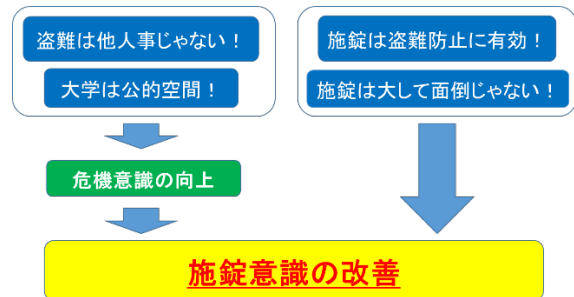 盗難は他人事じゃない！
大学は公的空間！
施錠は盗難防止に有効！
施錠は大して面倒じゃない！
危機意識の向上
施錠意識の改善